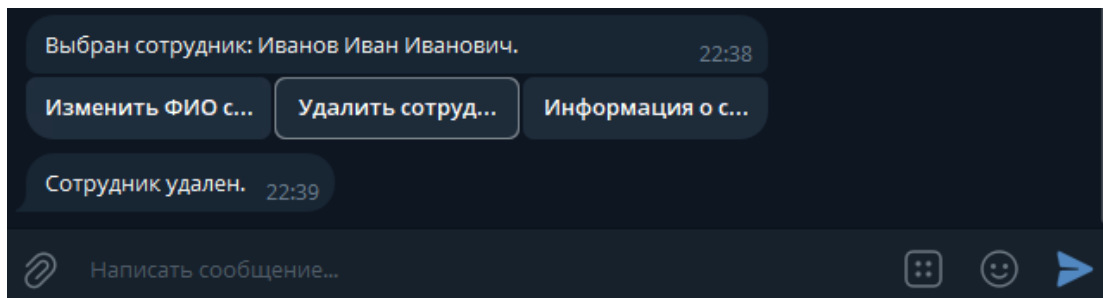 Выбран сотрудник: Иванов Иван Иванович. 22:38
Изменить ФИО с... Удалить сотруд... Информация о с...
Сотрудник удален. 22:39
Написать сообщение...